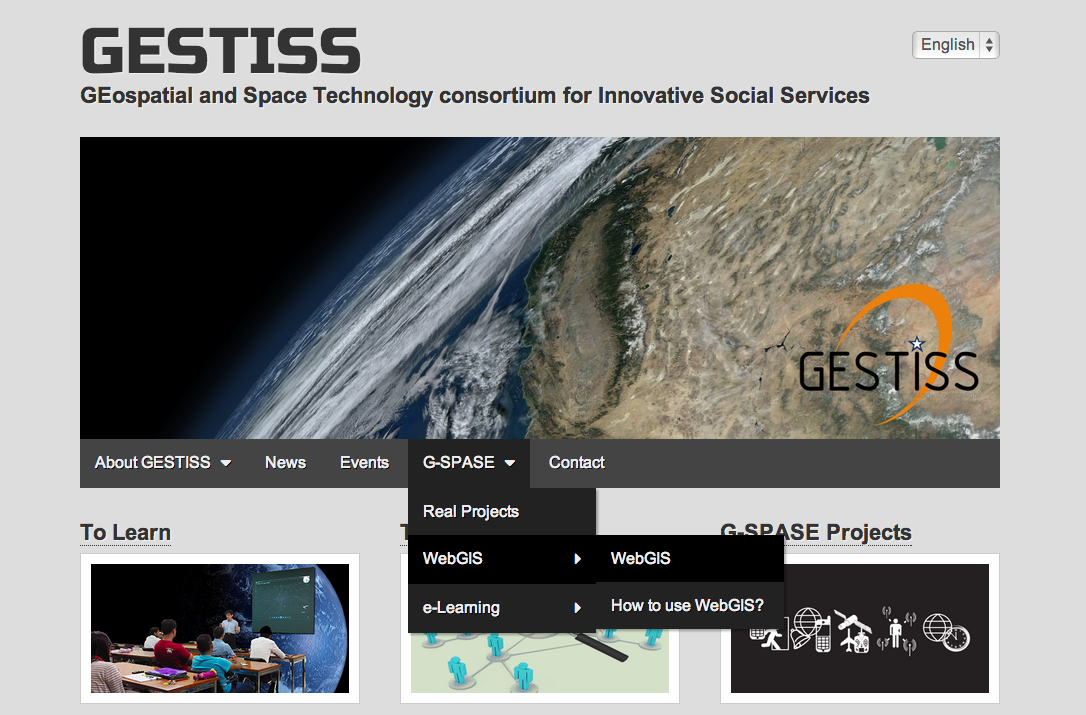 GESTISS
English
GEospatial and Space Technology consortium for Innovative Social Services
GESTISS
About GESTISS
News
Events
G-SPASE
Contact
Real Projects
WebGIS
e-Learning
WebGIS
How to use WebGIS?
To Learn
G-SPASE Projects